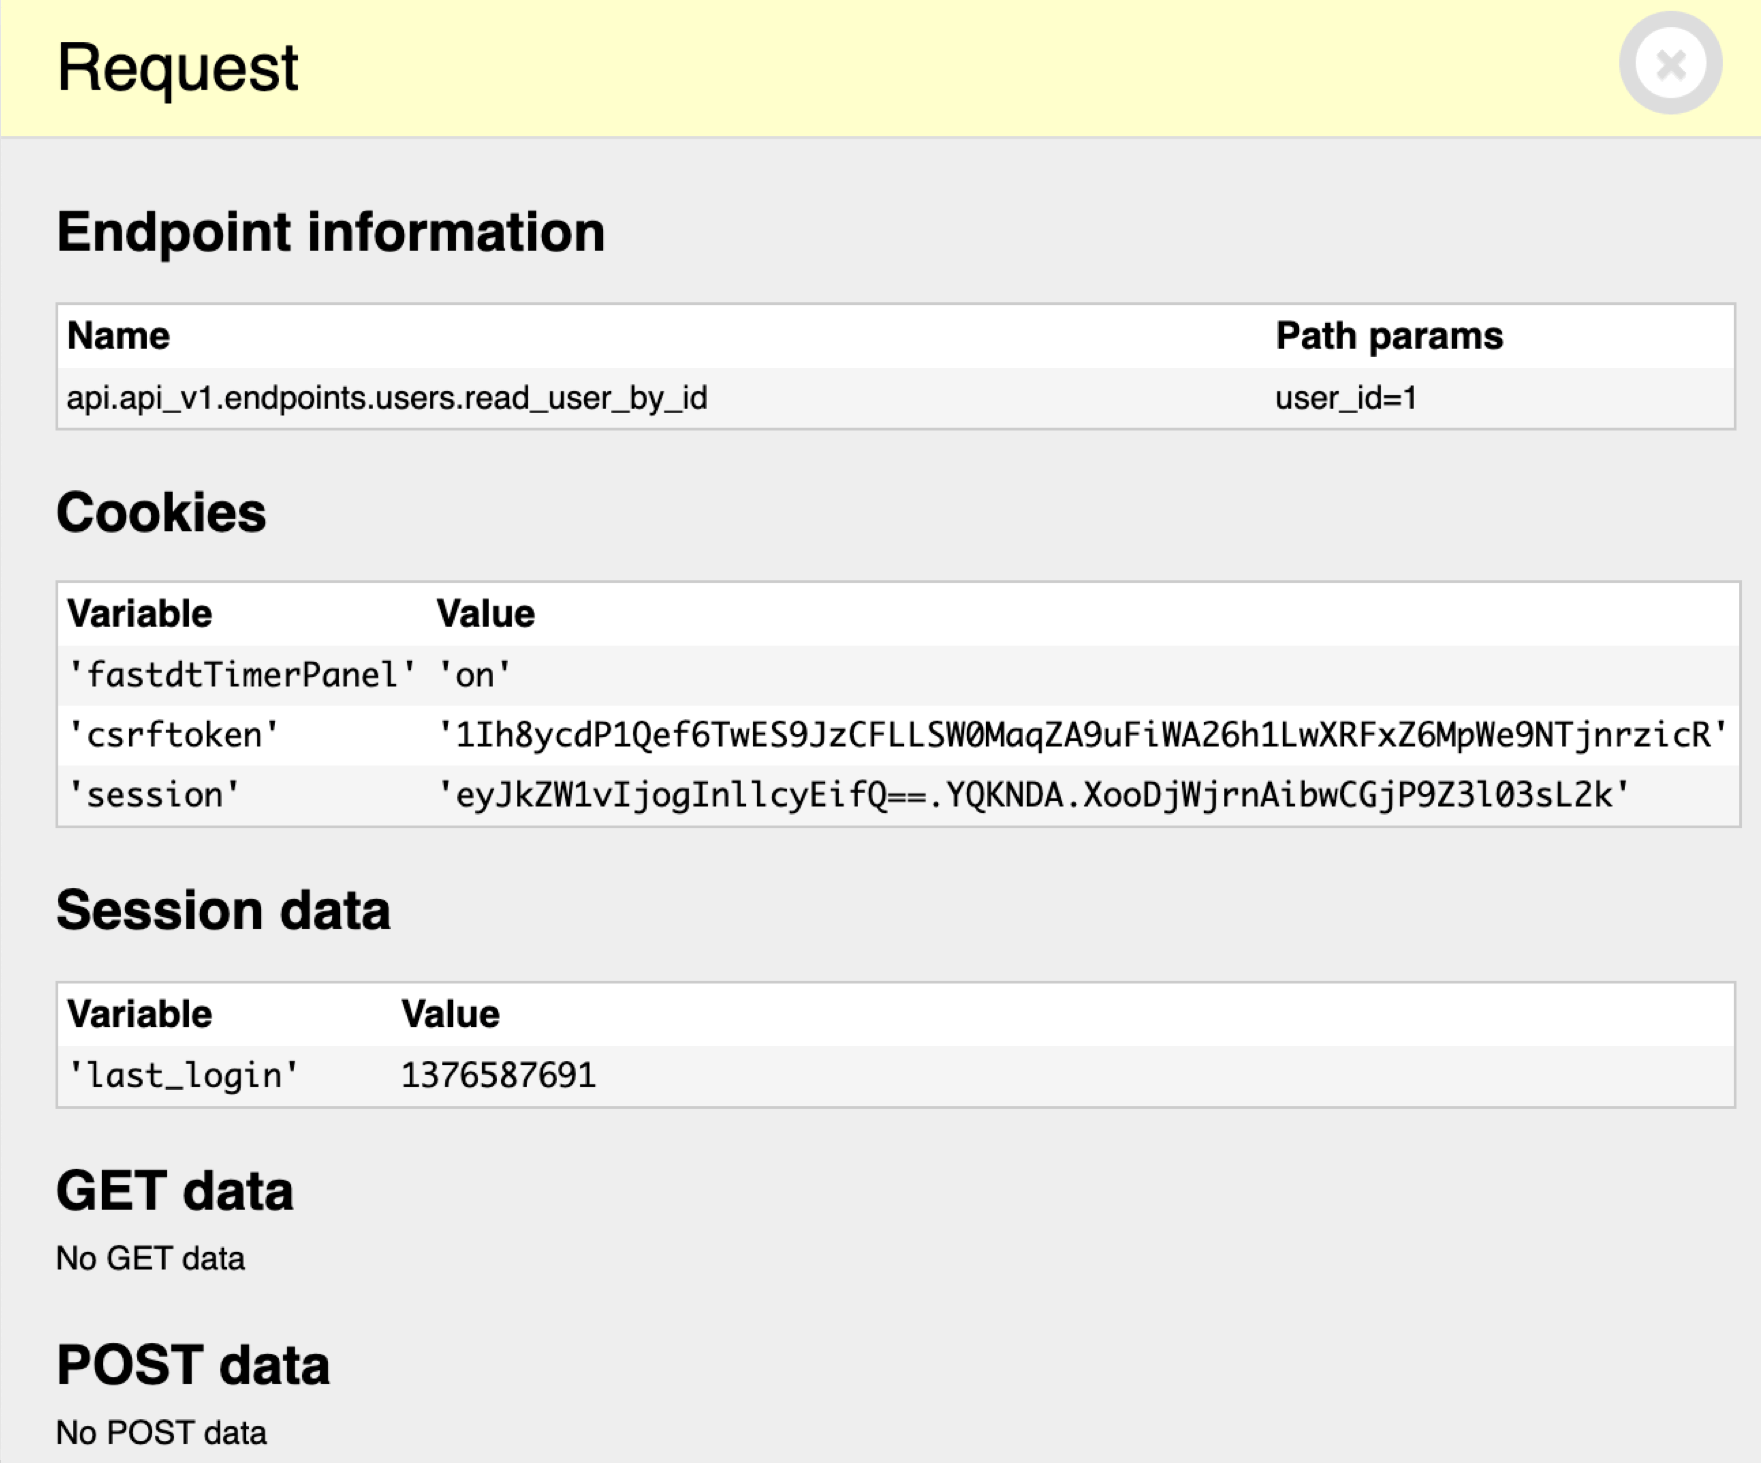 Request
Endpoint information
Name Path params
api.api_v1.endpoints.users.read_user_by_id user_id=1
Cookies
Variable Value
'fastdtTimerPanel' 'on'
'csrftoken' '1Ih8ycdP1Qef6TwES9JzCFLLSW0MaqZA9uFiWA26h1LwXRFxZ6MpWe9NTjnrzicR'
'session' 'eyJkZW1vIjogInllcyEifQ==.YQKNDA.XooDjWjrnAibwCGjP9Z3l03sL2k'
Session data
Variable Value
'last_login' 1376587691
GET data
No GET data
POST data
No POST data